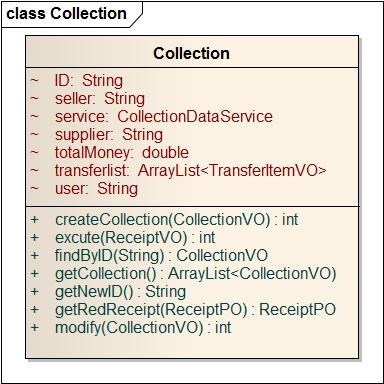 class Collection
Collection
~ ID: String
~ seller: String
~ service: CollectionDataService
~ supplier: String
~ totalMoney: double
~ transferlist: ArrayList<TransferItemVO>
~ user: String
+ createCollection(CollectionVO) : int
+ excute(ReceiptVO) : int
+ findByID(String) : CollectionVO
+ getCollection() : ArrayList<CollectionVO)
+ getNewID() : String
+ getRedReceipt(ReceiptPO) : ReceiptPO
+ modify(CollectionVO) : int